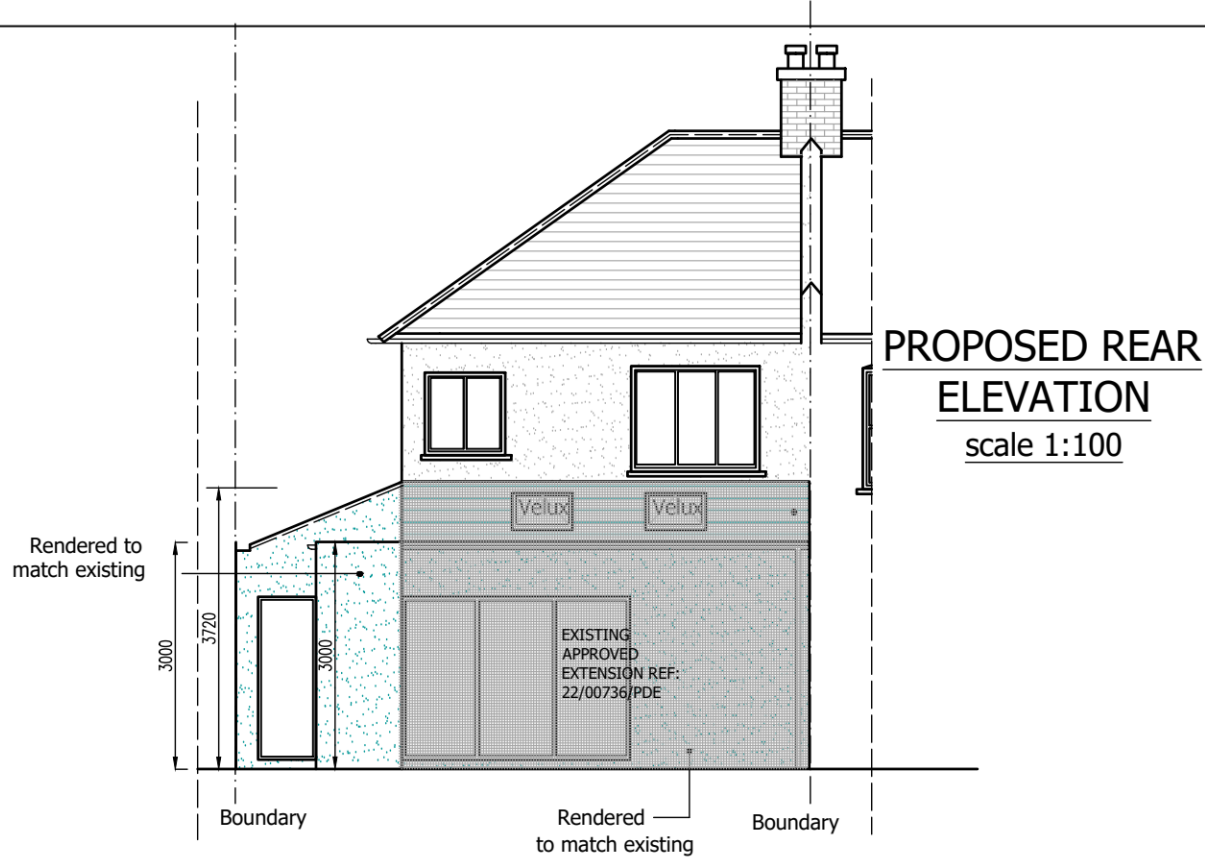 PROPOSED REAR
ELEVATION
scale 1:100
Velux
Velux
Rendered to
match existing
3000
3720
3000
EXISTING
APPROVED
EXTENSION REF:
22/00736/PDE
Boundary
Rendered
to match existing
Boundary